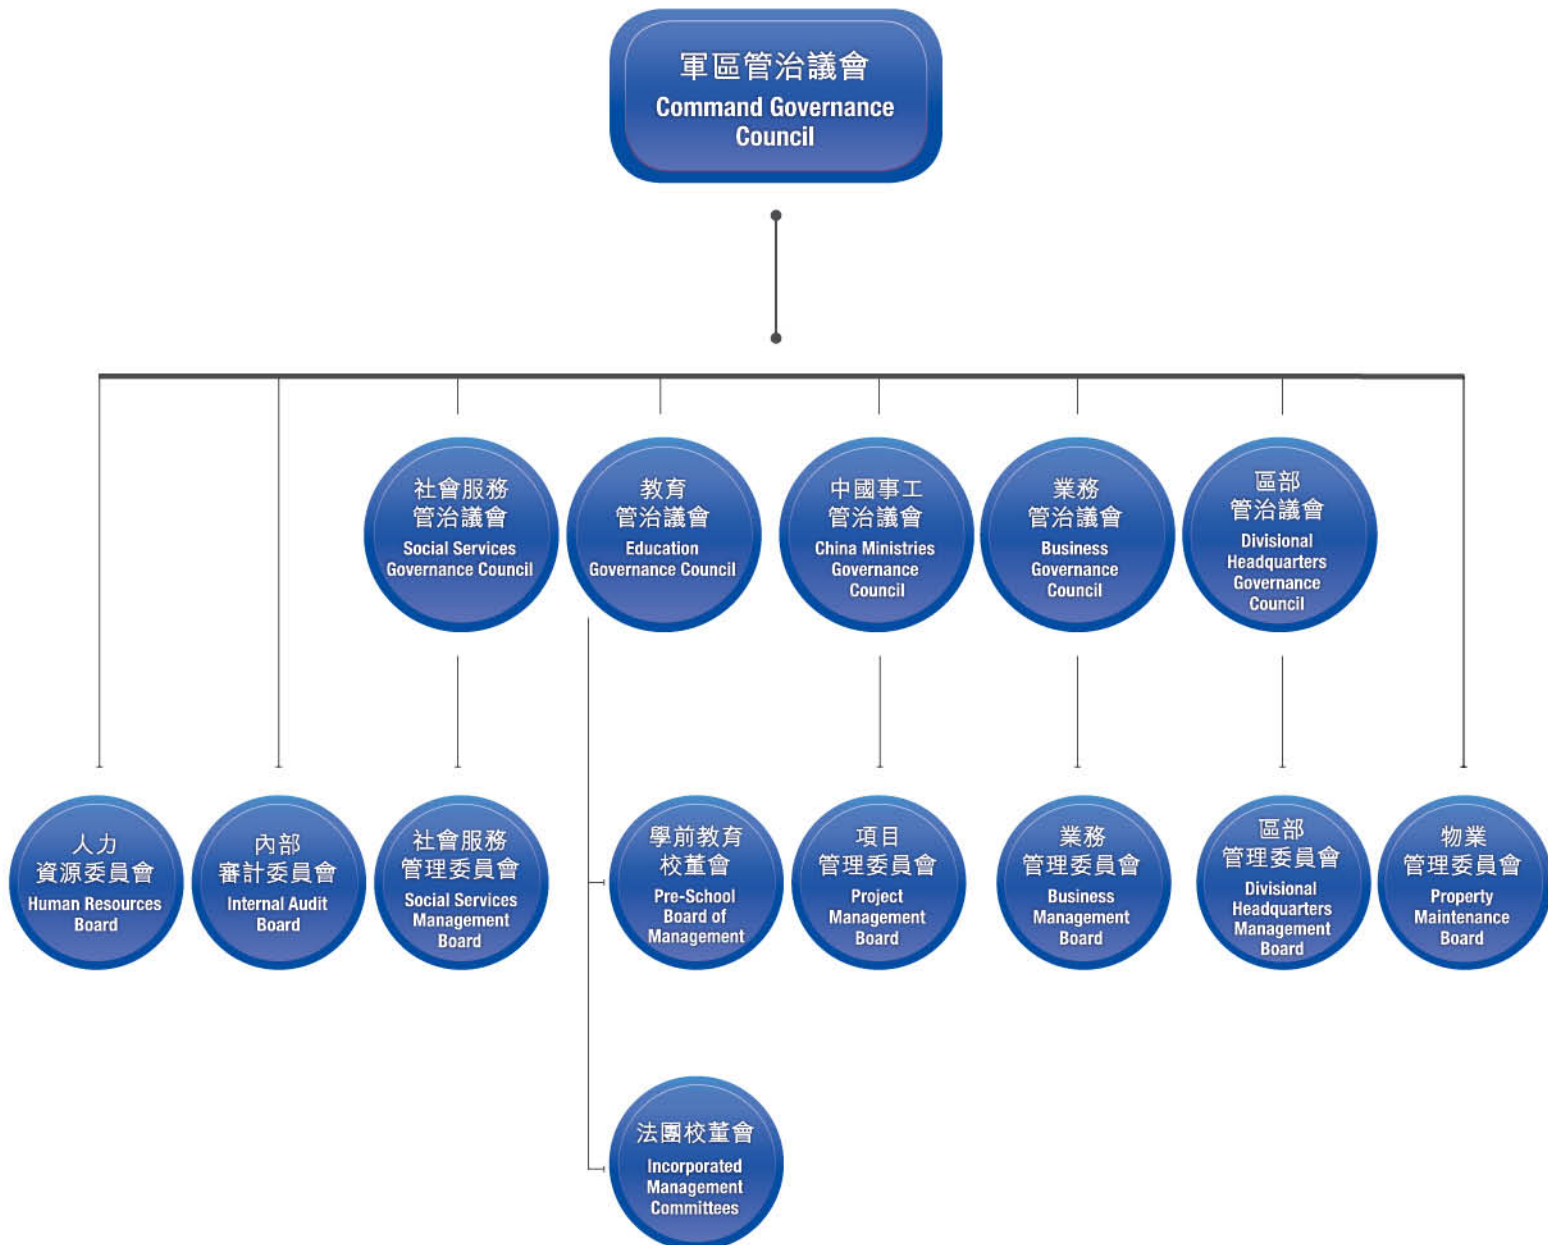 軍區管治議會
Command Governance
Council
社會服務
管治議會
Social Services
Governance Council
教育
管治議會
Education
Governance Council
中國事工
管治議會
China Ministries
Governance
Council
業務
管治議會
Business
Governance
Council
區部
管治議會
Divisional
Headquarters
Governance
Council
人力
資源委員會
Human Resources
Board
內部
審計委員會
Internal Audit
Board
社會服務
管理委員會
Social Services
Management
Board
學前教育
校董會
Pre-School
Board of
Management
項目
管理委員會
Project
Management
Board
業務
管理委員會
Business
Management
Board
區部
管理委員會
Divisional
Headquarters
Management
Board
物業
管理委員會
Property
Maintenance
Board
法團校董會
Incorporated
Management
Committees